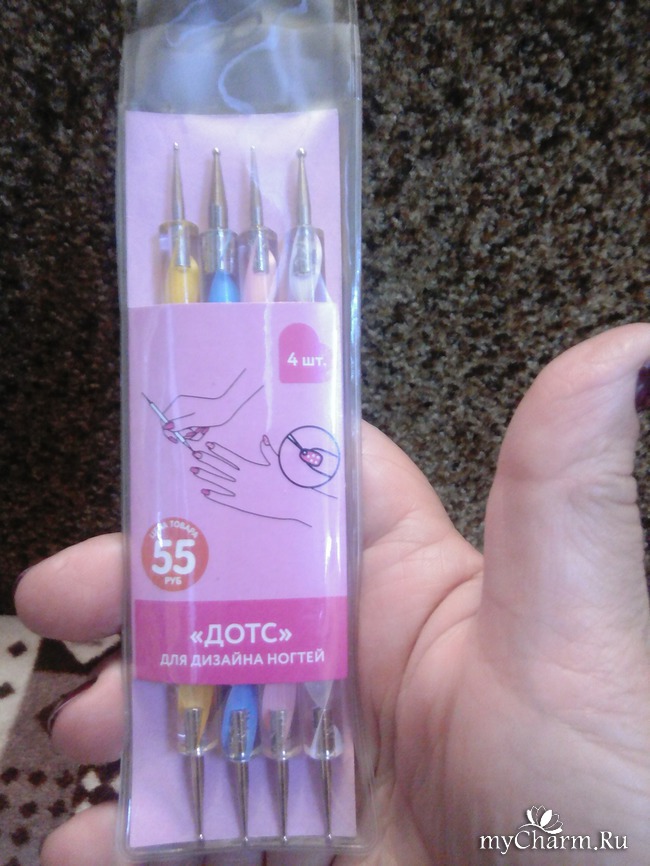 4 шт.
ЦЕНА ТОВАРА
55
РУБ
«ДОТС»
ДЛЯ ДИЗАЙНА НОГТЕЙ
myCharm.Ru